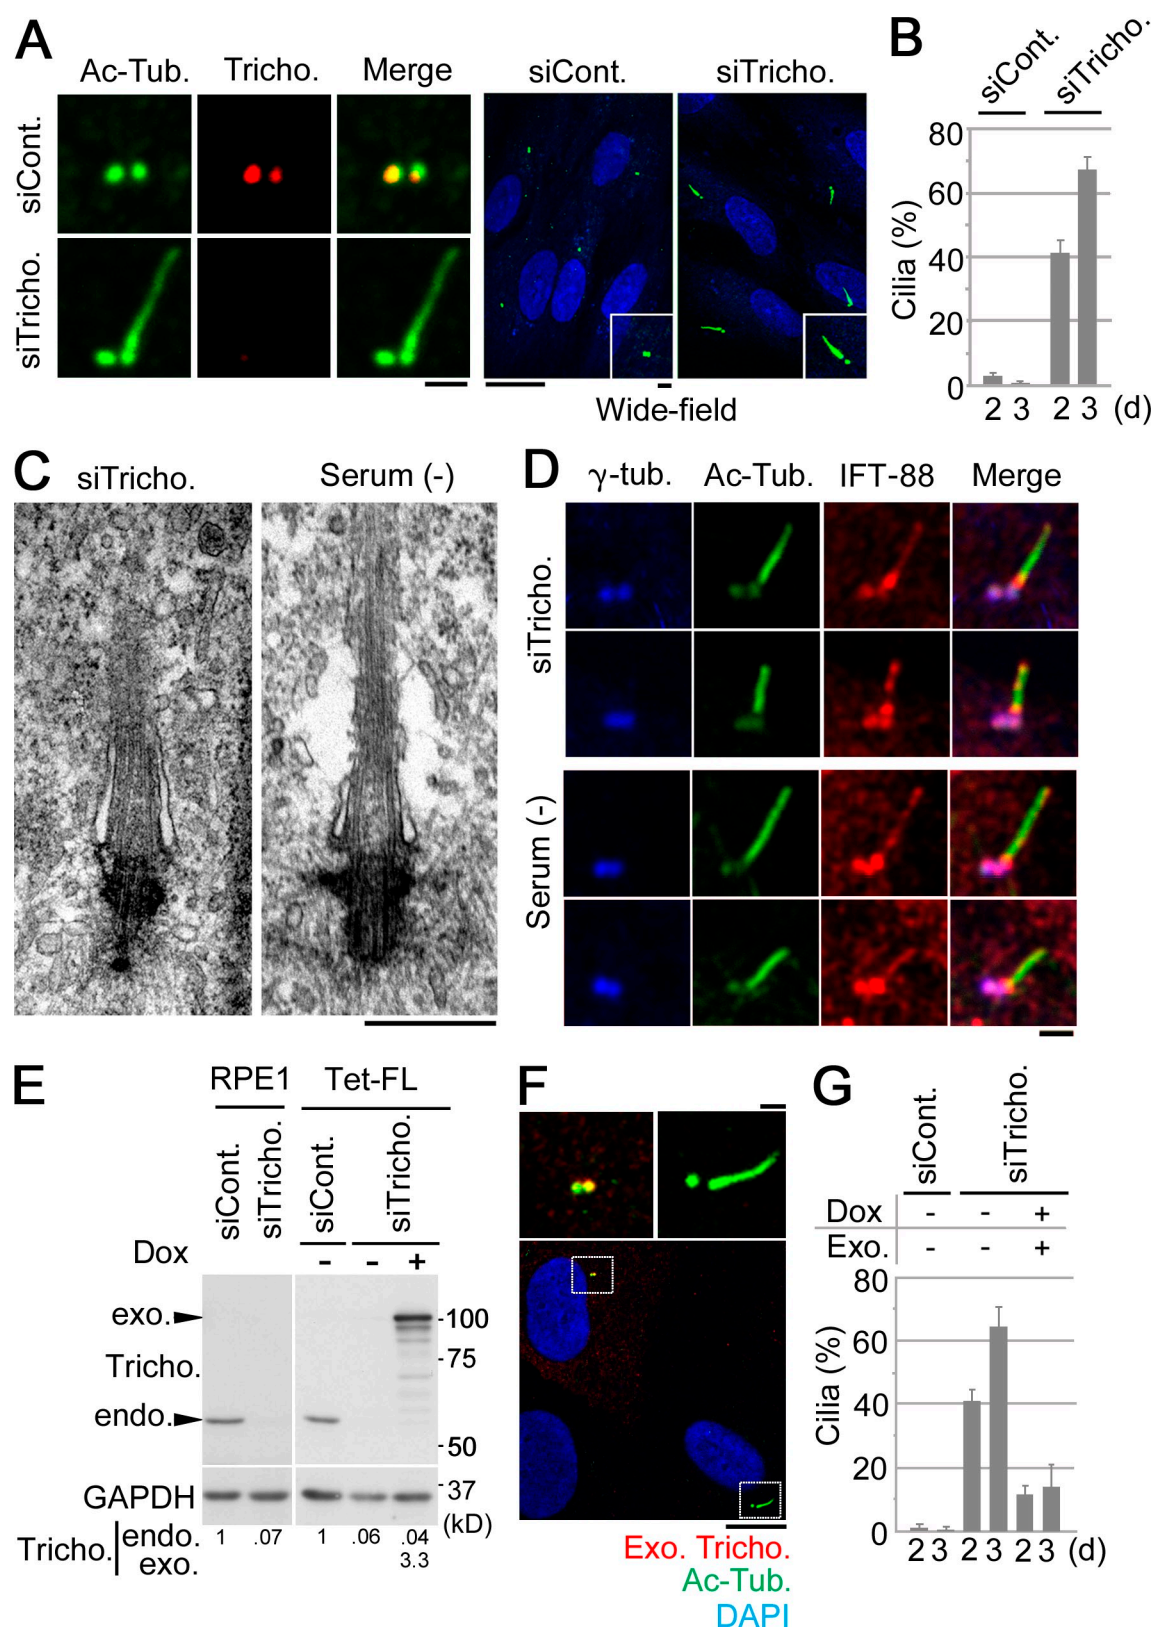 A
Ac-Tub. Tricho. Merge
siCont. siTricho.
siCont.
siTricho.
Wide-field
B
siCont. siTricho.
Cilia (%)
80
60
40
20
0
2 3 2 3 (d)
C
siTricho. Serum (-)
D
γ-tub. Ac-Tub. IFT-88 Merge
siTricho.
Serum (-)
E
RPE1 Tet-FL
siCont. siTricho. siCont. siTricho.
Dox - - +
exo.
Tricho.
endo.
GAPDH
-100
-75
-50
-37
(kD)
Tricho. endo. 1 .07 1 .06 .04
exo. 3.3
F
Exo. Tricho.
Ac-Tub.
DAPI
G
siCont. siTricho.
Dox - - +
Exo. - - +
Cilia (%)
80
60
40
20
0
2 3 2 3 2 3 (d)